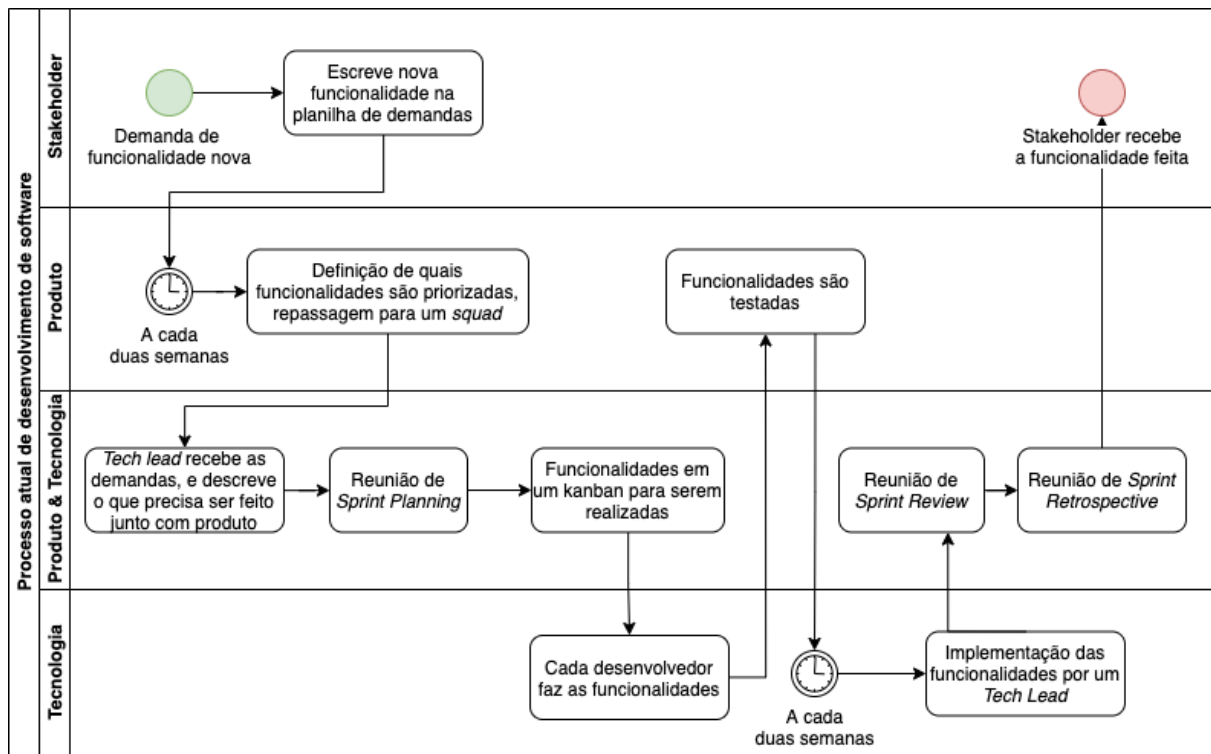 Processo atual de desenvolvimento de software
Stakeholder
Demanda de
funcionalidade nova
Escreve nova
funcionalidade na
planilha de demandas
Stakeholder recebe
a funcionalidade feita
Produto
A cada
duas semanas
Definição de quais
funcionalidades são priorizadas,
repassagem para um squad
Funcionalidades são
testadas
Produto & Tecnologia
Tech lead recebe as
demandas, e descreve
o que precisa ser feito
junto com produto
Reunião de
Sprint Planning
Funcionalidades em
um kanban para serem
realizadas
Reunião de
Sprint Review
Reunião de Sprint
Retrospective
Tecnologia
Cada desenvolvedor
faz as funcionalidades
A cada
duas semanas
Implementação das
funcionalidades por um
Tech Lead